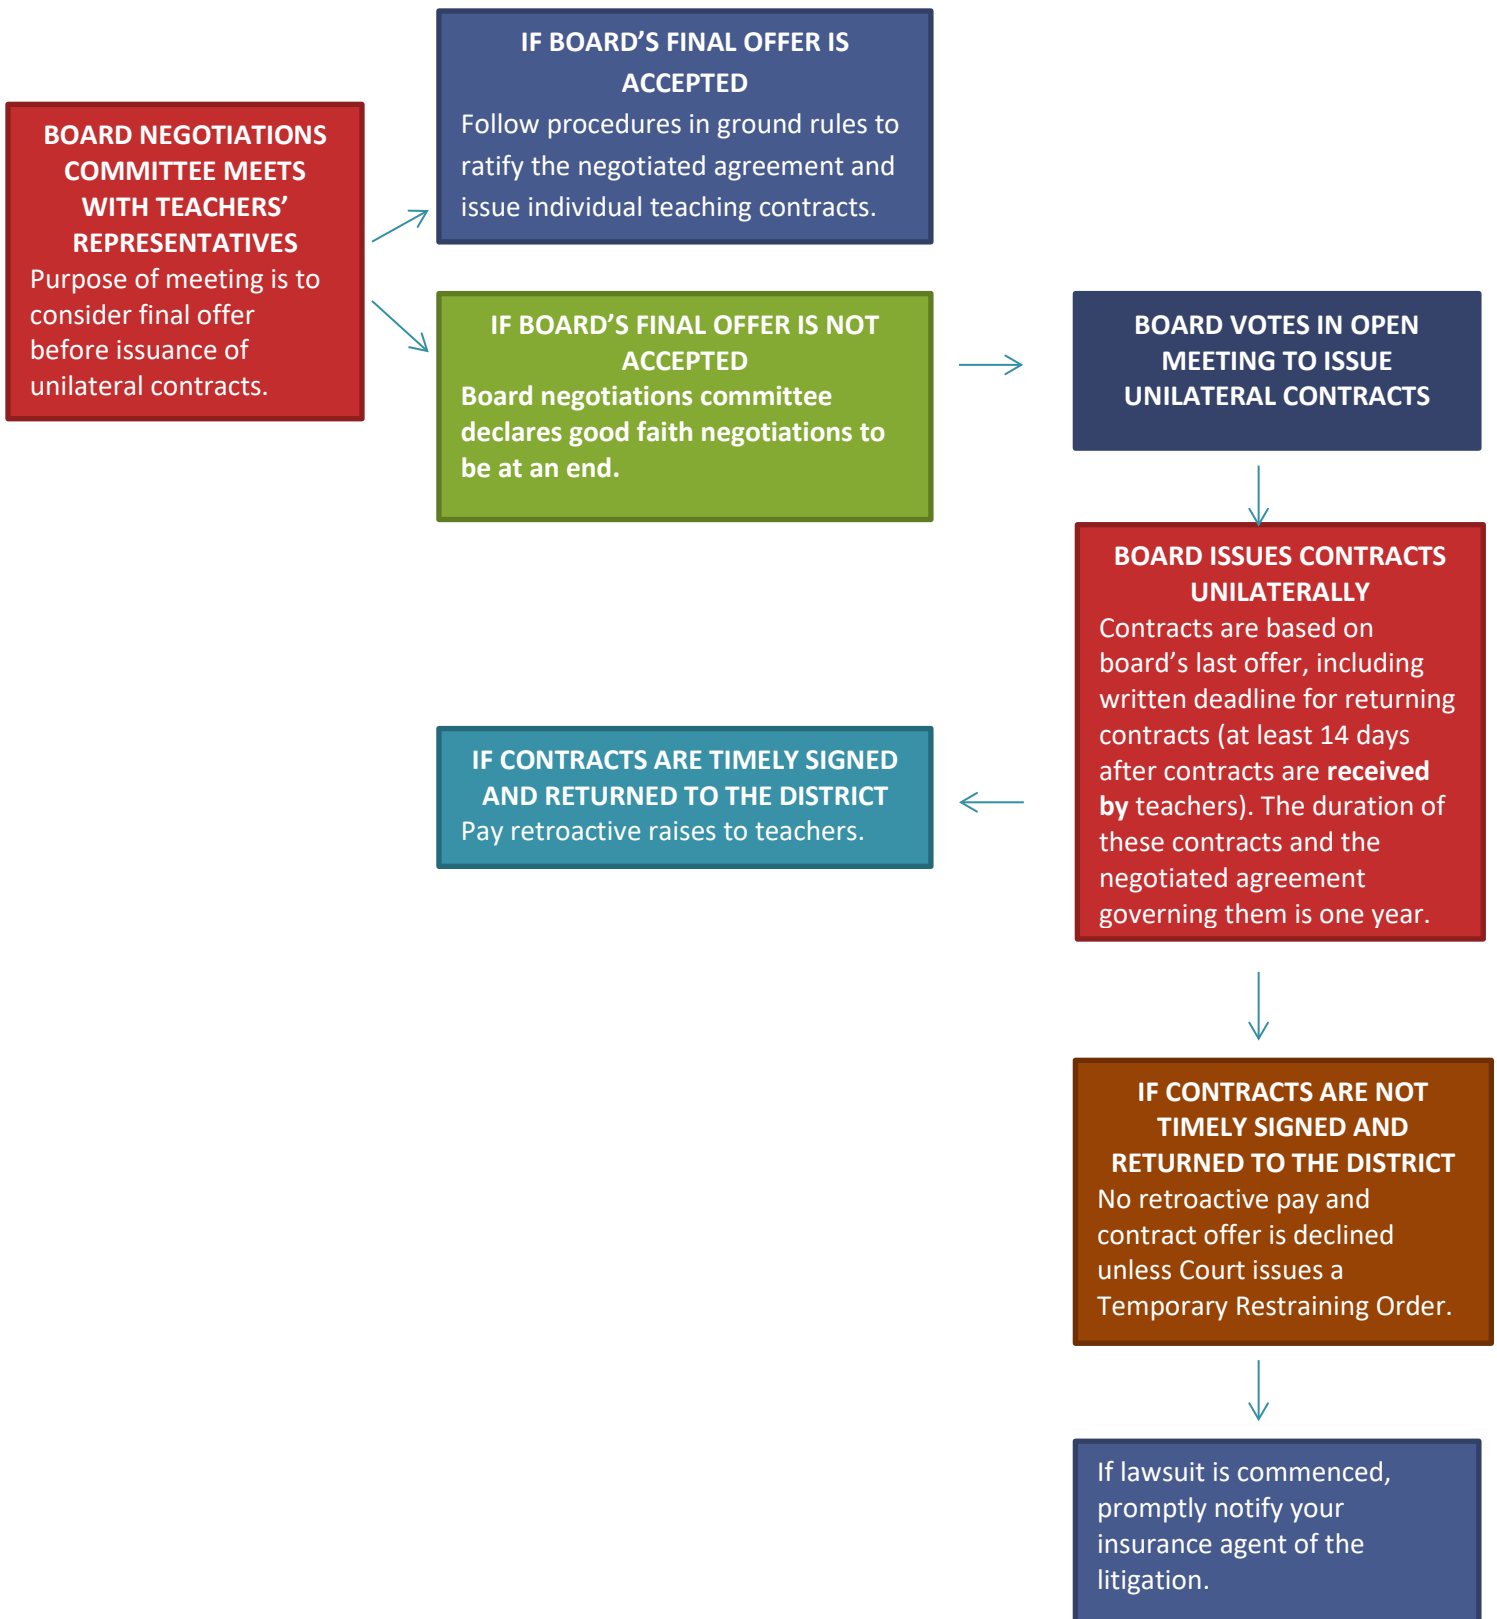 BOARD NEGOTIATIONS
COMMITTEE MEETS
WITH TEACHERS’
REPRESENTATIVES
Purpose of meeting is to
consider final offer
before issuance of
unilateral contracts.
IF BOARD’S FINAL OFFER IS
ACCEPTED
Follow procedures in ground rules to
ratify the negotiated agreement and
issue individual teaching contracts.
IF BOARD’S FINAL OFFER IS NOT
ACCEPTED
Board negotiations committee
declares good faith negotiations to
be at an end.
BOARD VOTES IN OPEN
MEETING TO ISSUE
UNILATERAL CONTRACTS
BOARD ISSUES CONTRACTS
UNILATERALLY
Contracts are based on
board’s last offer, including
written deadline for returning
contracts (at least 14 days
after contracts are received
by teachers). The duration of
these contracts and the
negotiated agreement
governing them is one year.
IF CONTRACTS ARE TIMELY SIGNED
AND RETURNED TO THE DISTRICT
Pay retroactive raises to teachers.
IF CONTRACTS ARE NOT
TIMELY SIGNED AND
RETURNED TO THE DISTRICT
No retroactive pay and
contract offer is declined
unless Court issues a
Temporary Restraining Order.
If lawsuit is commenced,
promptly notify your
insurance agent of the
litigation.